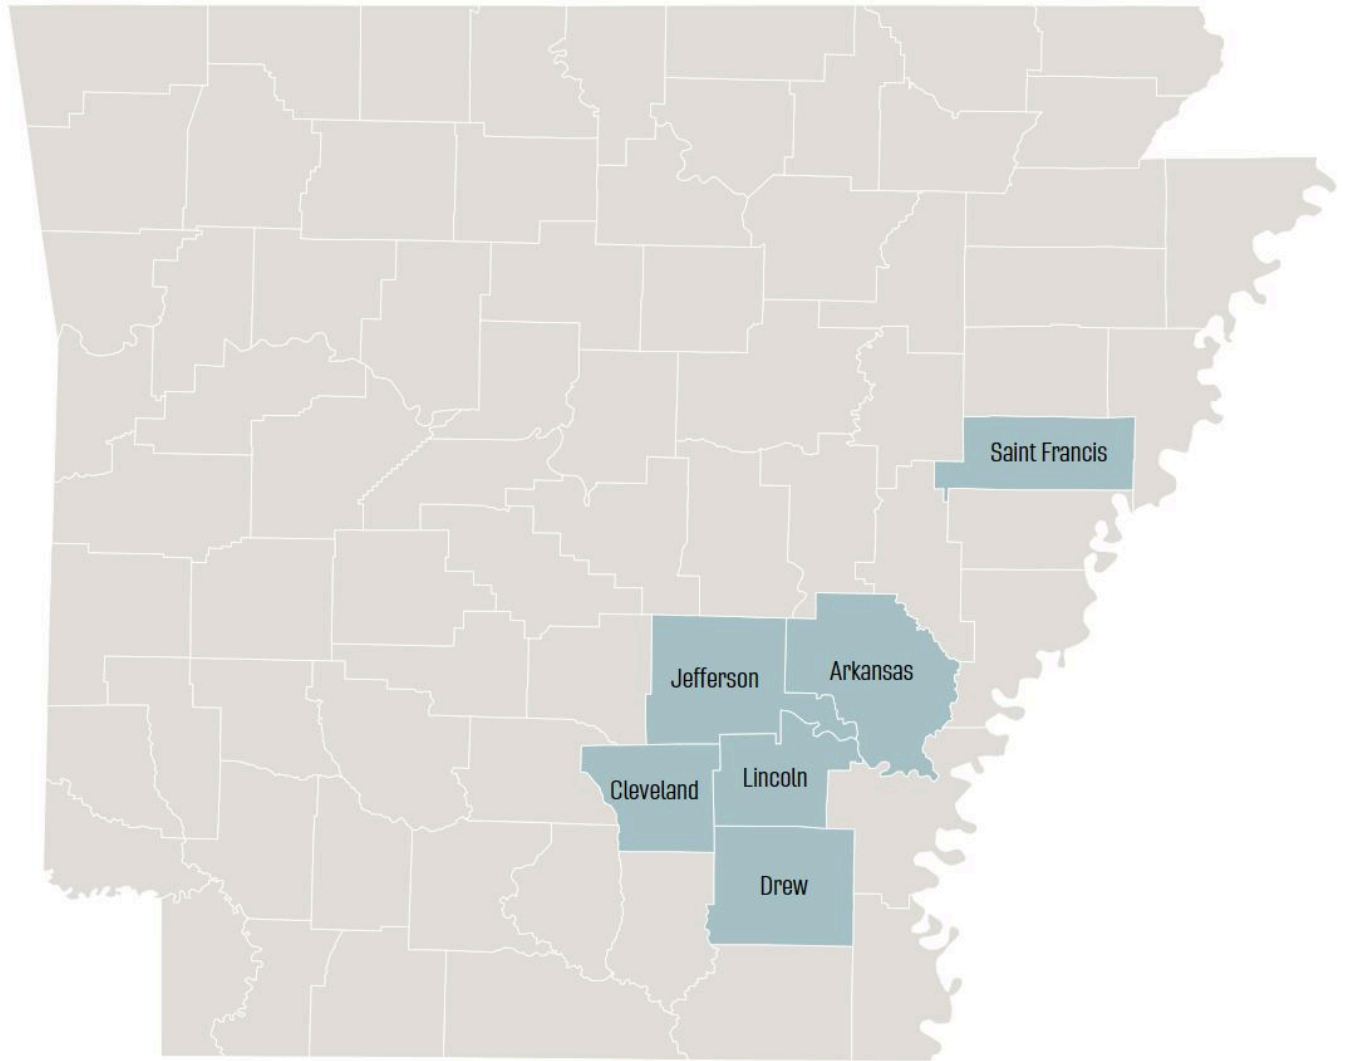 Saint Francis
Arkansas
Jefferson
Lincoln
Cleveland
Drew